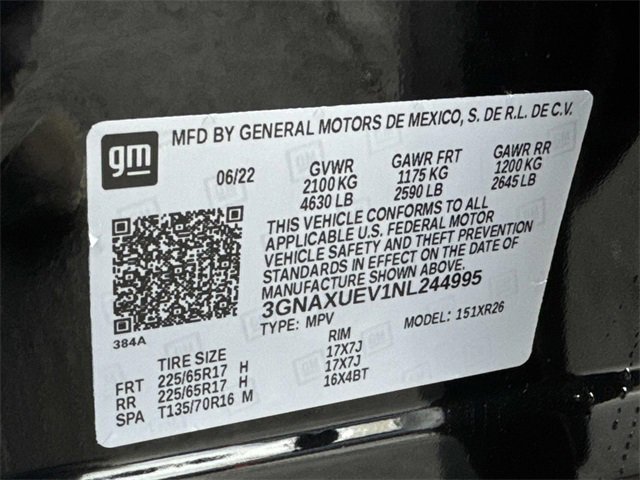 gm
MFD BY GENERAL MOTORS DE MEXICO, S. DE R.L. DE C.V.
06/22 GVWR GAWR FRT GAWR RR
2100 KG 1175 KG 1200 KG
4630 LB 2590 LB 2645 LB
THIS VEHICLE CONFORMS TO ALL
APPLICABLE U.S. FEDERAL MOTOR
VEHICLE SAFETY AND THEFT PREVENTION
STANDARDS IN EFFECT ON THE DATE OF
MANUFACTURE SHOWN ABOVE.
3GNAXUEV1NL244995
384A
TYPE: MPV MODEL: 151XR26
TIRE SIZE RIM
FRT 225/65R17 H 17X7J
RR 225/65R17 H 17X7J
SPA T135/70R16 M 16X4BT